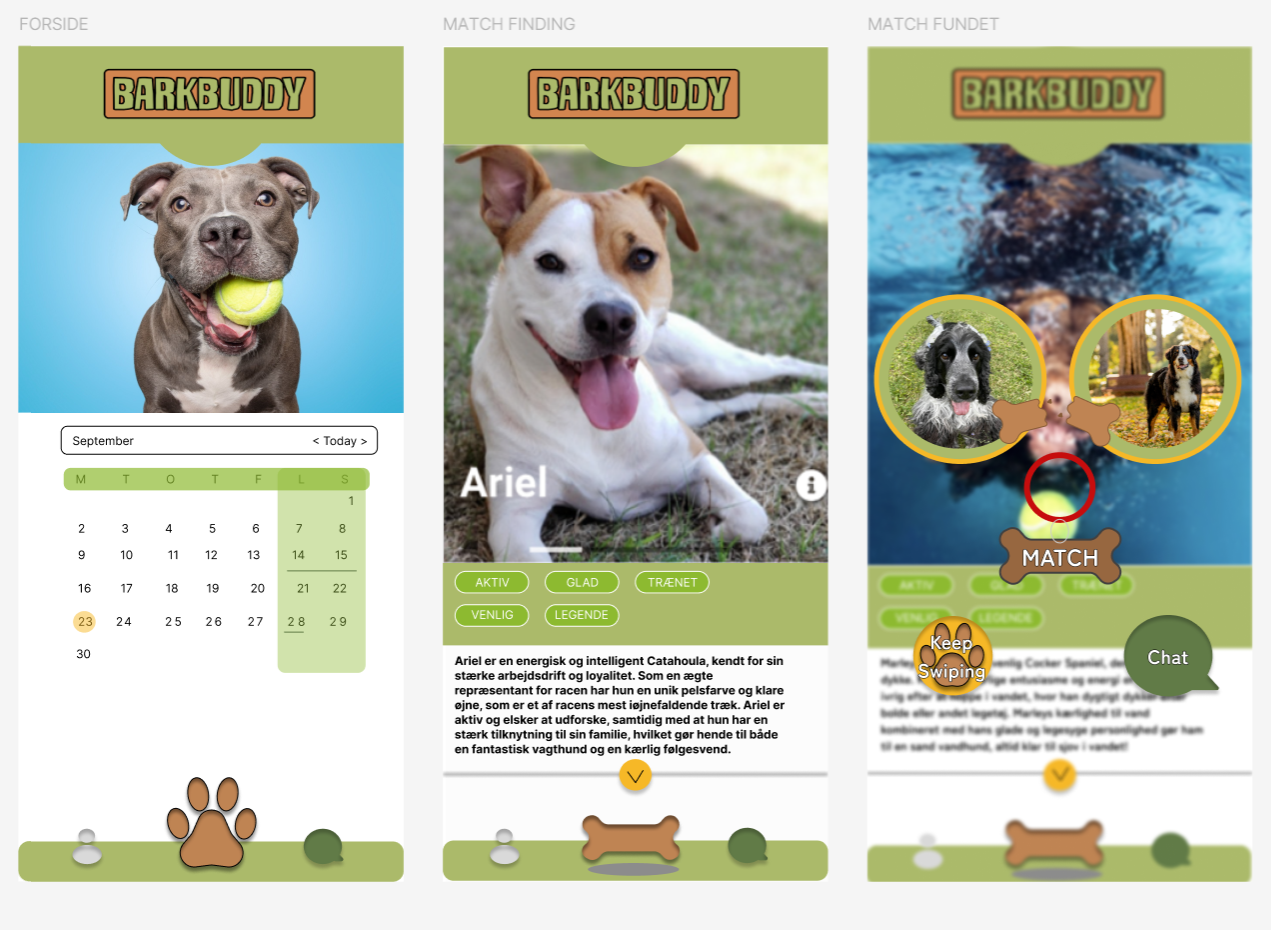 FORSIDE
BARKBUDDY
September
< Today >
M T O T F L S
1
2 3 4 5 6 7 8
9 10 11 12 13 14 15
16 17 18 19 20 21 22
23 24 25 26 27 28 29
30
MATCH FINDING
BARKBUDDY
Ariel
i
AKTIV GLAD TRÆNET
VENLIG LEGENDE
Ariel er en energisk og intelligent Catahoula, kendt for sin
stærke arbejdsdrift og loyalitet. Som en ægte
repræsentant for racen har hun en unik pelsfarve og klare
øjne, som er et af racens mest iøjnefaldende træk. Ariel er
aktiv og elsker at udforske, samtidig med at hun har en
stærk tilknytning til sin familie, hvilket gør hende til både
en fantastisk vagthund og en kærlig følgesvend.
MATCH FUNDET
BARKBUDDY
MATCH
AKTIV GLAD TRÆNET
VENLIG LEGENDE
Keep
Swiping
Chat
venlig Cocker Spaniel,
dykke. entusiasme og energi
ivrig efter at hoppe i vandet, hvor han dygtigt dykker
bolde eller andet legetøj. Marleys kærlighed til vand
kombineret med hans glade og legesyge personlighed gør ham
til en sand vandhund, altid klar til sjov i vandet!